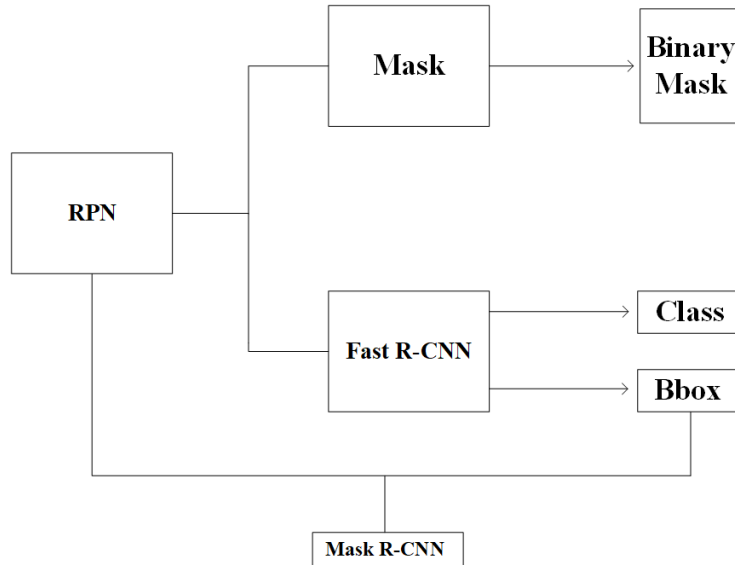 Mask
Binary
Mask
RPN
Fast R-CNN
Class
Bbox
Mask R-CNN